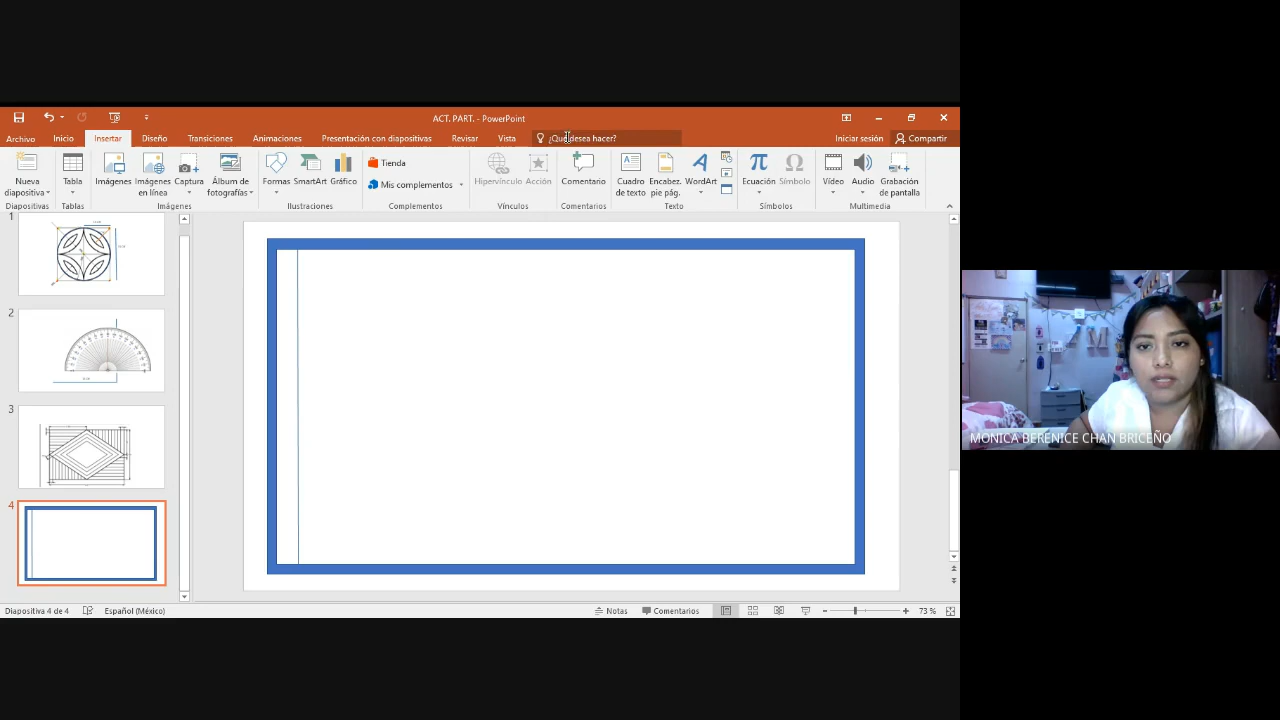 ACT. PART. - PowerPoint
Archivo Inicio Insertar Diseño Transiciones Animaciones Presentación con diapositivas Revisar Vista ¿Qué desea hacer? Iniciar sesión Compartir
Nueva diapositiva
Tabla
Imágenes
Imágenes en línea
Captura
Álbum de fotografías
Formas
SmartArt
Gráfico
Tienda
Mis complementos
Hipervínculo
Acción
Comentario
Cuadro de texto
Encabez. pie pág.
WordArt
Ecuación
Símbolo
Vídeo
Audio
Grabación de pantalla
Diapositivas Tablas Imágenes Ilustraciones Complementos Vínculos Comentarios Texto Símbolos Multimedia
1
2
3
4
MONICA BERENICE CHAN BRICEÑO
Diapositiva 4 de 4 Español (México) Notas Comentarios 73 %